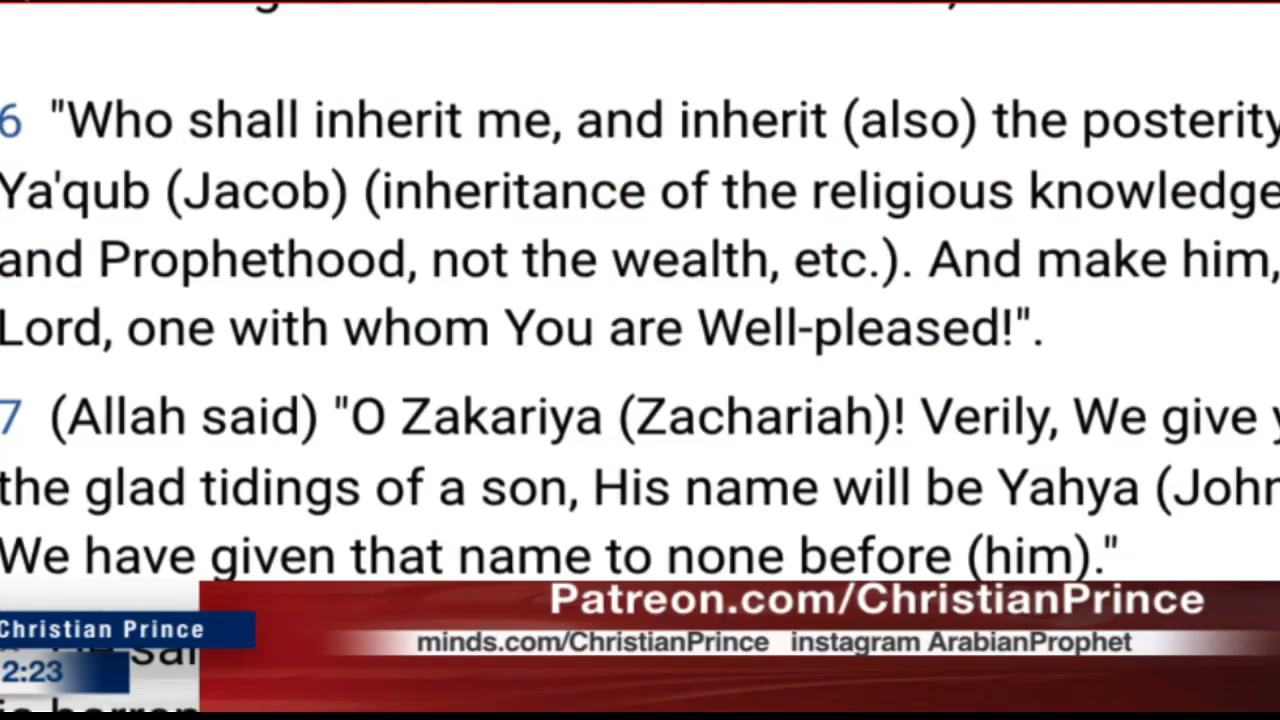 6 "Who shall inherit me, and inherit (also) the posterity
Ya'qub (Jacob) (inheritance of the religious knowledge
and Prophethood, not the wealth, etc.). And make him,
Lord, one with whom You are Well-pleased!".
7 (Allah said) "O Zakariya (Zachariah)! Verily, We give
the glad tidings of a son, His name will be Yahya (John
We have given that name to none before (him)."
Patreon.com/ChristianPrince
Christian Prince
minds.com/ChristianPrince instagram ArabianProphet
2:23